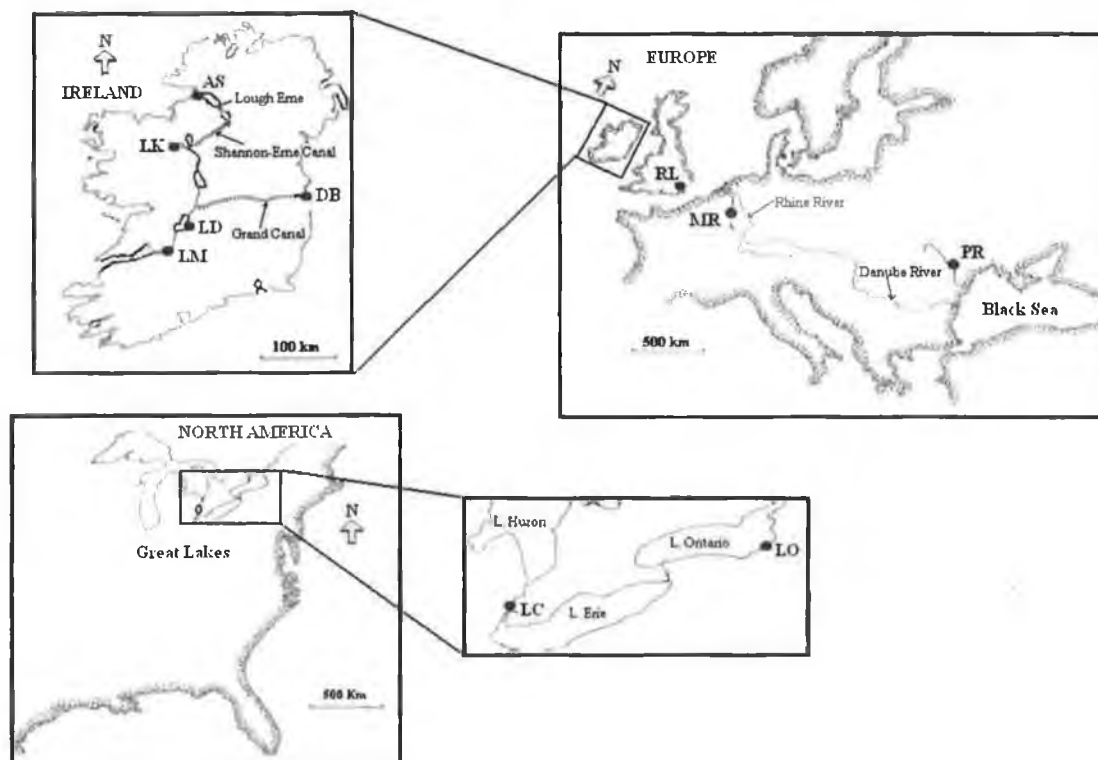 N
IRELAND
AS
Lough Erne
LK
Shannon-Erne Canal
DB
LD
Grand Canal
LM
100 km
EUROPE
N
RL
MR
Rhine River
PR
Danube River
Black Sea
500 km
NORTH AMERICA
N
Great Lakes
500 Km
L. Huron
L. Ontario
LO
LC
L. Erie